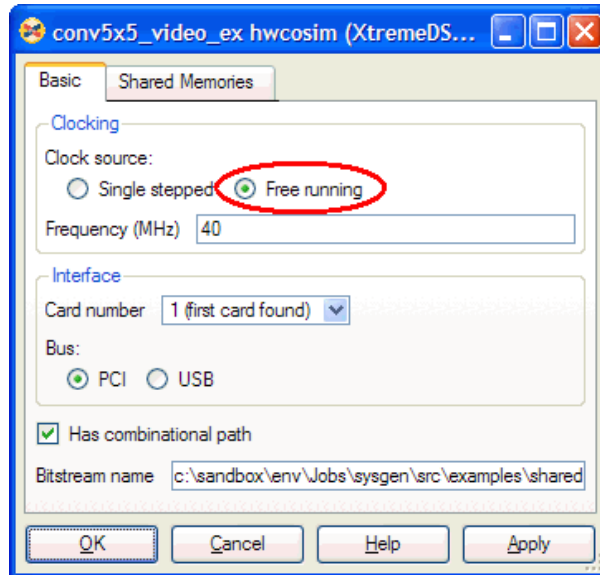 conv5x5_video_ex hwcosim (XtremeDS...
Basic Shared Memories
Clocking
Clock source:
Single stepped Free running
Frequency (MHz) 40
Interface
Card number 1 (first card found)
Bus:
PCI USB
Has combinational path
Bitstream name c:\sandbox\env\Jobs\sysgen\src\examples\shared
OK Cancel Help Apply